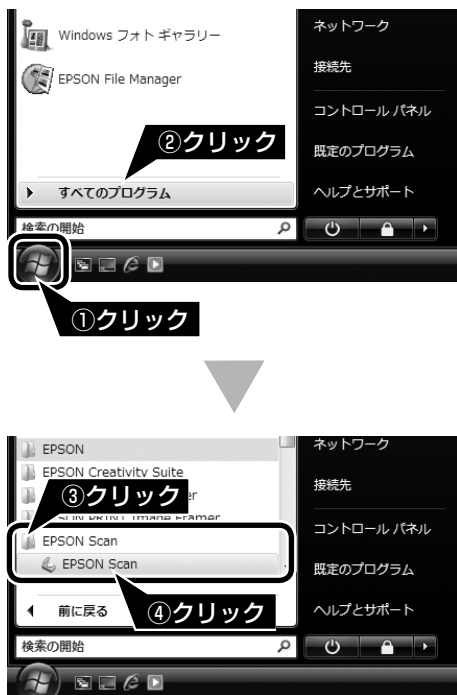 Windows フォト ギャラリー
EPSON File Manager
②クリック
すべてのプログラム
検索の開始
ネットワーク
接続先
コントロール パネル
既定のプログラム
ヘルプとサポート
①クリック
EPSON
EPSON Creativity Suite
③クリック
EPSON Scan
EPSON Scan
前に戻る
④クリック
検索の開始
ネットワーク
接続先
コントロール パネル
既定のプログラム
ヘルプとサポート